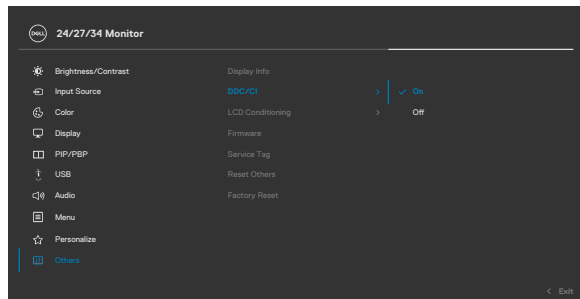 DELL 24/27/34 Monitor
Brightness/Contrast Display Info
Input Source DDC/CI > ✓ On
Color LCD Conditioning > Off
Display Firmware
PIP/PBP Service Tag
USB Reset Others
Audio Factory Reset
Menu
Personalize
Others
< Exit